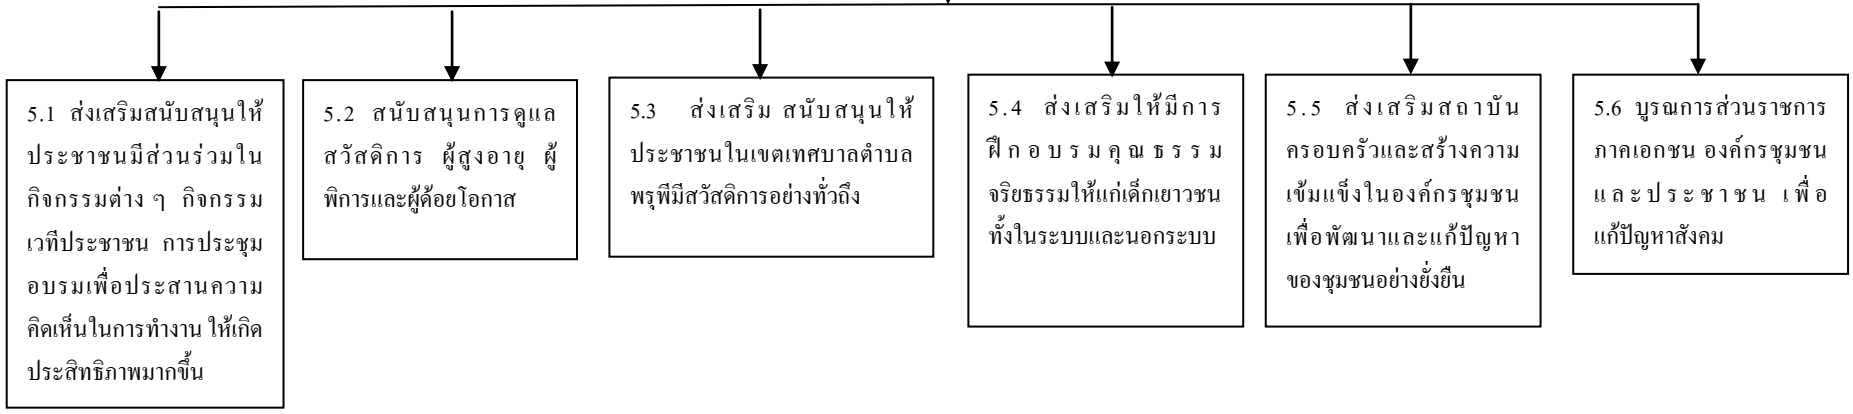 5.1 ส่งเสริมสนับสนุนให้
ประชาชนมีส่วนร่วมใน
กิจกรรมต่าง ๆ กิจกรรม
เวทีประชาชน การประชุม
อบรมเพื่อประสานความ
คิดเห็นในการทำงาน ให้เกิด
ประสิทธิภาพมากขึ้น
5.2 สนับสนุนการดูแล
สวัสดิการ ผู้สูงอายุ ผู้
พิการและผู้ด้อยโอกาส
5.3 ส่งเสริม สนับสนุนให้
ประชาชนในเขตเทศบาลตำบล
พรุพีมีสวัสดิการอย่างทั่วถึง
5.4 ส่งเสริมให้มีการ
ฝึกอบรมคุณธรรม
จริยธรรมให้แก่เด็กเยาวชน
ทั้งในระบบและนอกระบบ
5.5 ส่งเสริมสถาบัน
ครอบครัวและสร้างความ
เข้มแข็งในองค์กรชุมชน
เพื่อพัฒนาและแก้ปัญหา
ของชุมชนอย่างยั่งยืน
5.6 บูรณการส่วนราชการ
ภาคเอกชน องค์กรชุมชน
และประชาชน เพื่อ
แก้ปัญหาสังคม